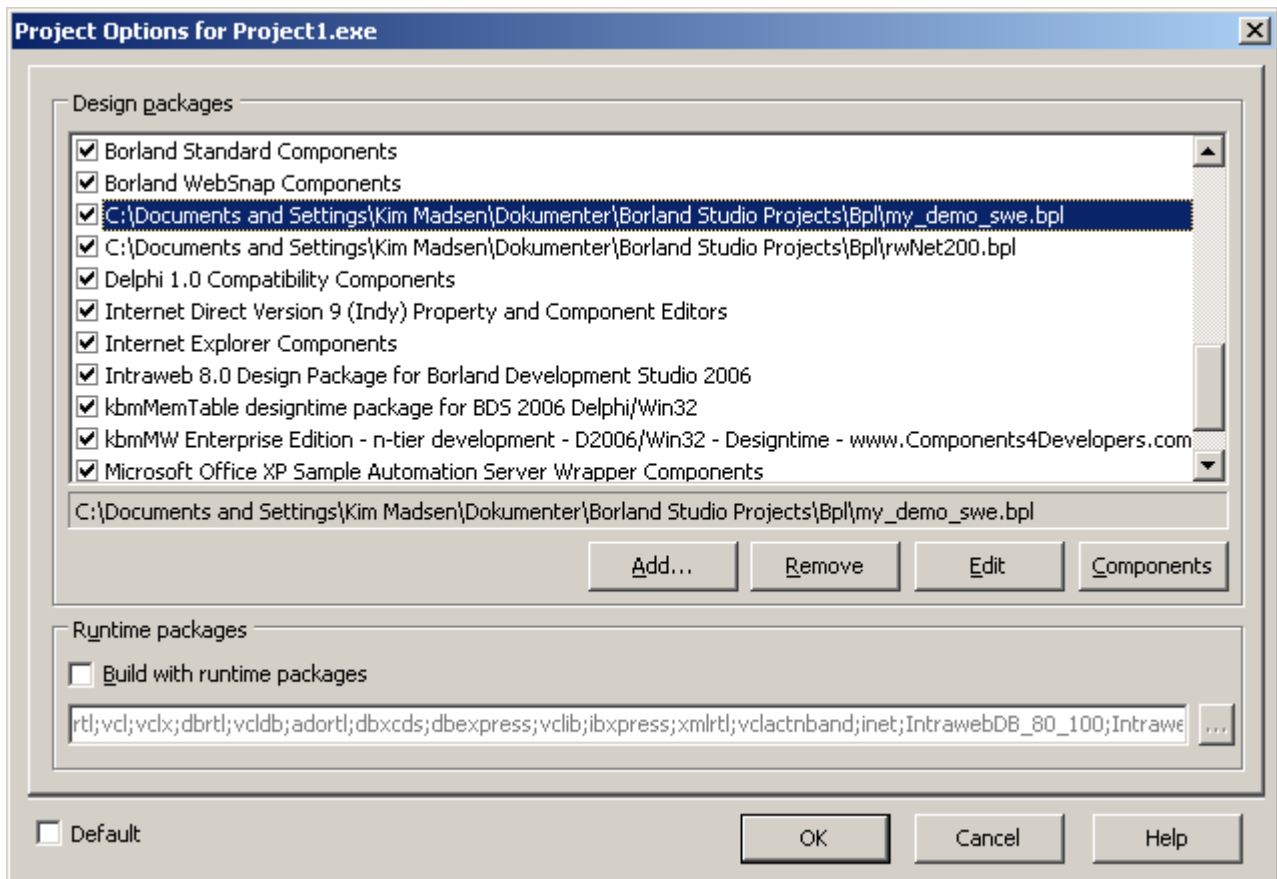 Project Options for Project1.exe
Design packages
Borland Standard Components
Borland WebSnap Components
C:\Documents and Settings\Kim Madsen\Dokumenter\Borland Studio Projects\Bpl\my_demo_swe.bpl
C:\Documents and Settings\Kim Madsen\Dokumenter\Borland Studio Projects\Bpl\rwNet200.bpl
Delphi 1.0 Compatibility Components
Internet Direct Version 9 (Indy) Property and Component Editors
Internet Explorer Components
Intraweb 8.0 Design Package for Borland Development Studio 2006
kbmMemTable designtime package for BDS 2006 Delphi/Win32
kbmMW Enterprise Edition - n-tier development - D2006/Win32 - Designtime - www.Components4Developers.com
Microsoft Office XP Sample Automation Server Wrapper Components
C:\Documents and Settings\Kim Madsen\Dokumenter\Borland Studio Projects\Bpl\my_demo_swe.bpl
Add... Remove Edit Components
Runtime packages
Build with runtime packages
rtl;vcl;vclx;dbrtl;vcldb;adortl;dbxcds;dbexpress;vclib;ibxpress;xmlrtl;vclactnband;inet;IntrawebDB_80_100;Intrawe ...
Default OK Cancel Help